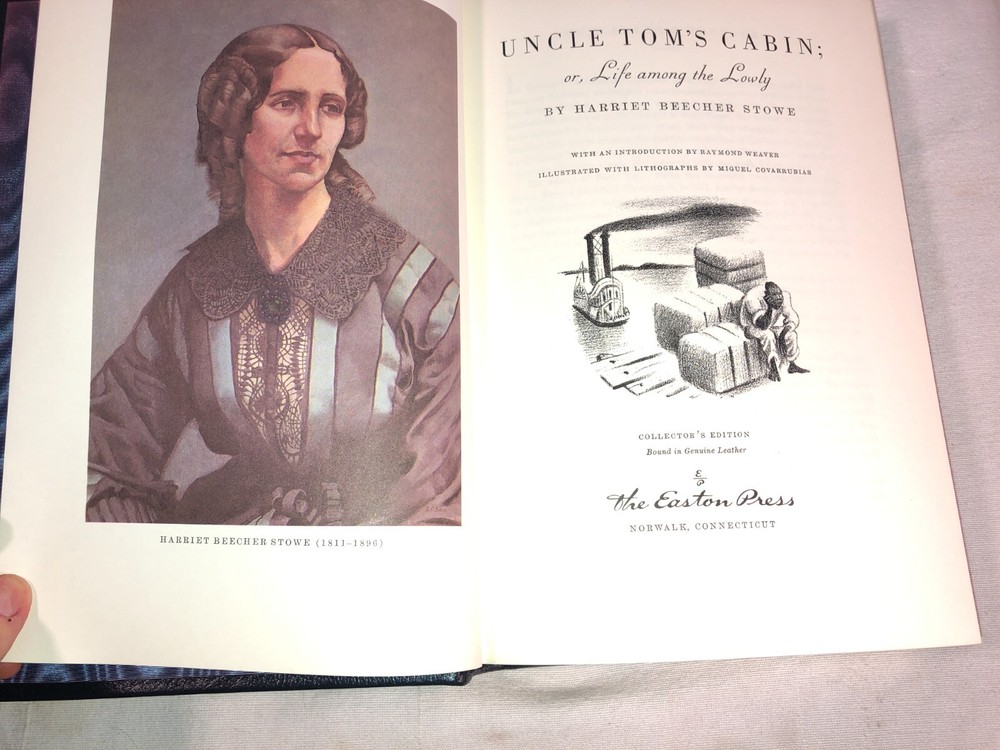 HARRIET BEECHER STOWE (1811–1896)
UNCLE TOM'S CABIN;
or, Life among the Lowly
BY HARRIET BEECHER STOWE
WITH AN INTRODUCTION BY RAYMOND WEAVER
ILLUSTRATED WITH LITHOGRAPHS BY MIGUEL COVARRUBIAS
COLLECTOR'S EDITION
Bound in Genuine Leather
E
P
the Easton Press
NORWALK, CONNECTICUT